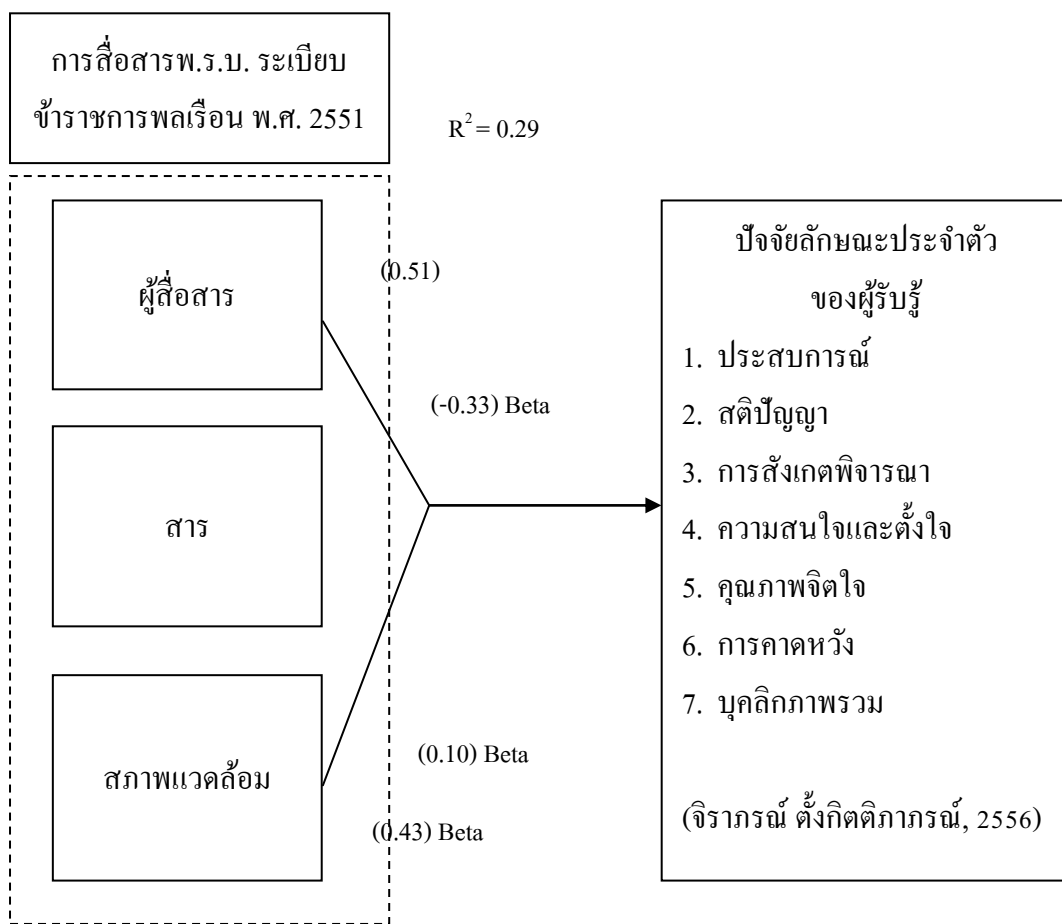 การสื่อสารพ.ร.บ. ระเบียบ
ข้าราชการพลเรือน พ.ศ. 2551
R² = 0.29
ผู้สื่อสาร
(0.51)
(-0.33) Beta
สาร
สภาพแวดล้อม
(0.10) Beta
(0.43) Beta
ปัจจัยลักษณะประจำตัว
ของผู้รับรู้
1. ประสบการณ์
2. สติปัญญา
3. การสังเกตพิจารณา
4. ความสนใจและตั้งใจ
5. คุณภาพจิตใจ
6. การคาดหวัง
7. บุคลิกภาพรวม
(จิราภรณ์ ตั้งกิตติภาภรณ์, 2556)